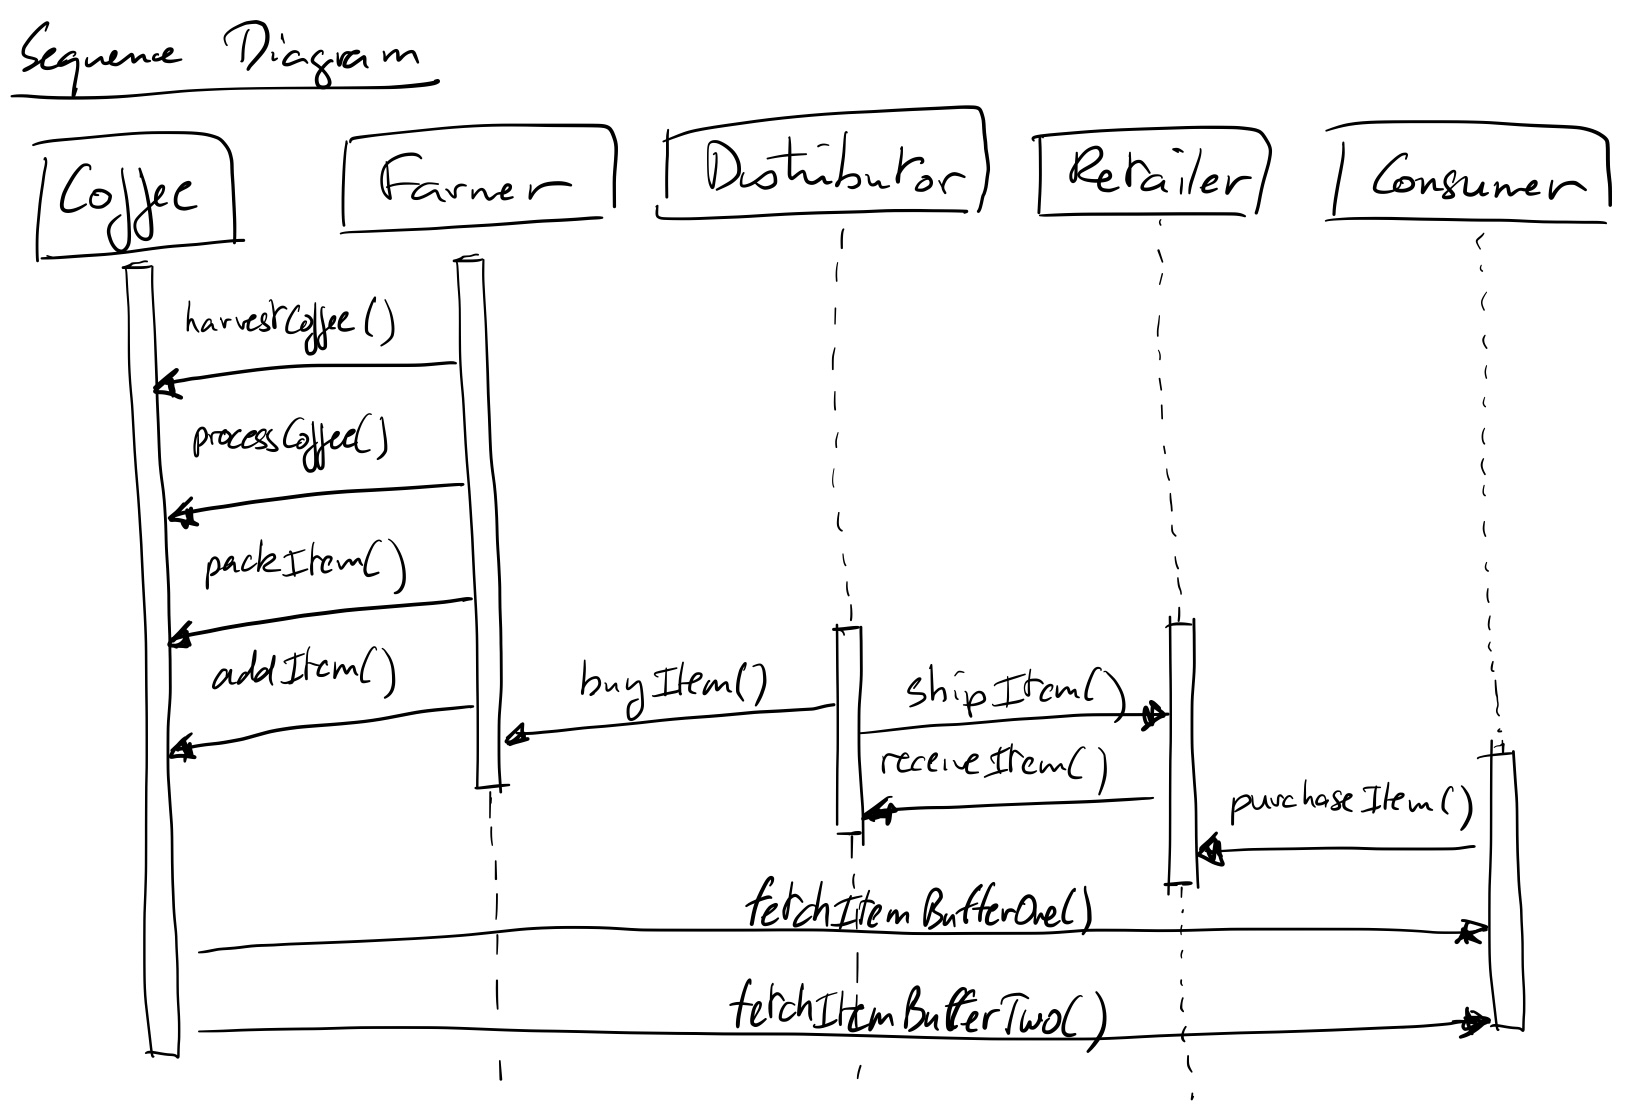 Sequence Diagram
Coffee
Farner
Distributor
Retailer
Consumer
harvestCoffee()
processCoffee()
packItem()
addItem()
buyItem()
shipItem()
receiveItem()
purchaseItem()
fetchItemBufferOne()
fetchItemBufferTwo()